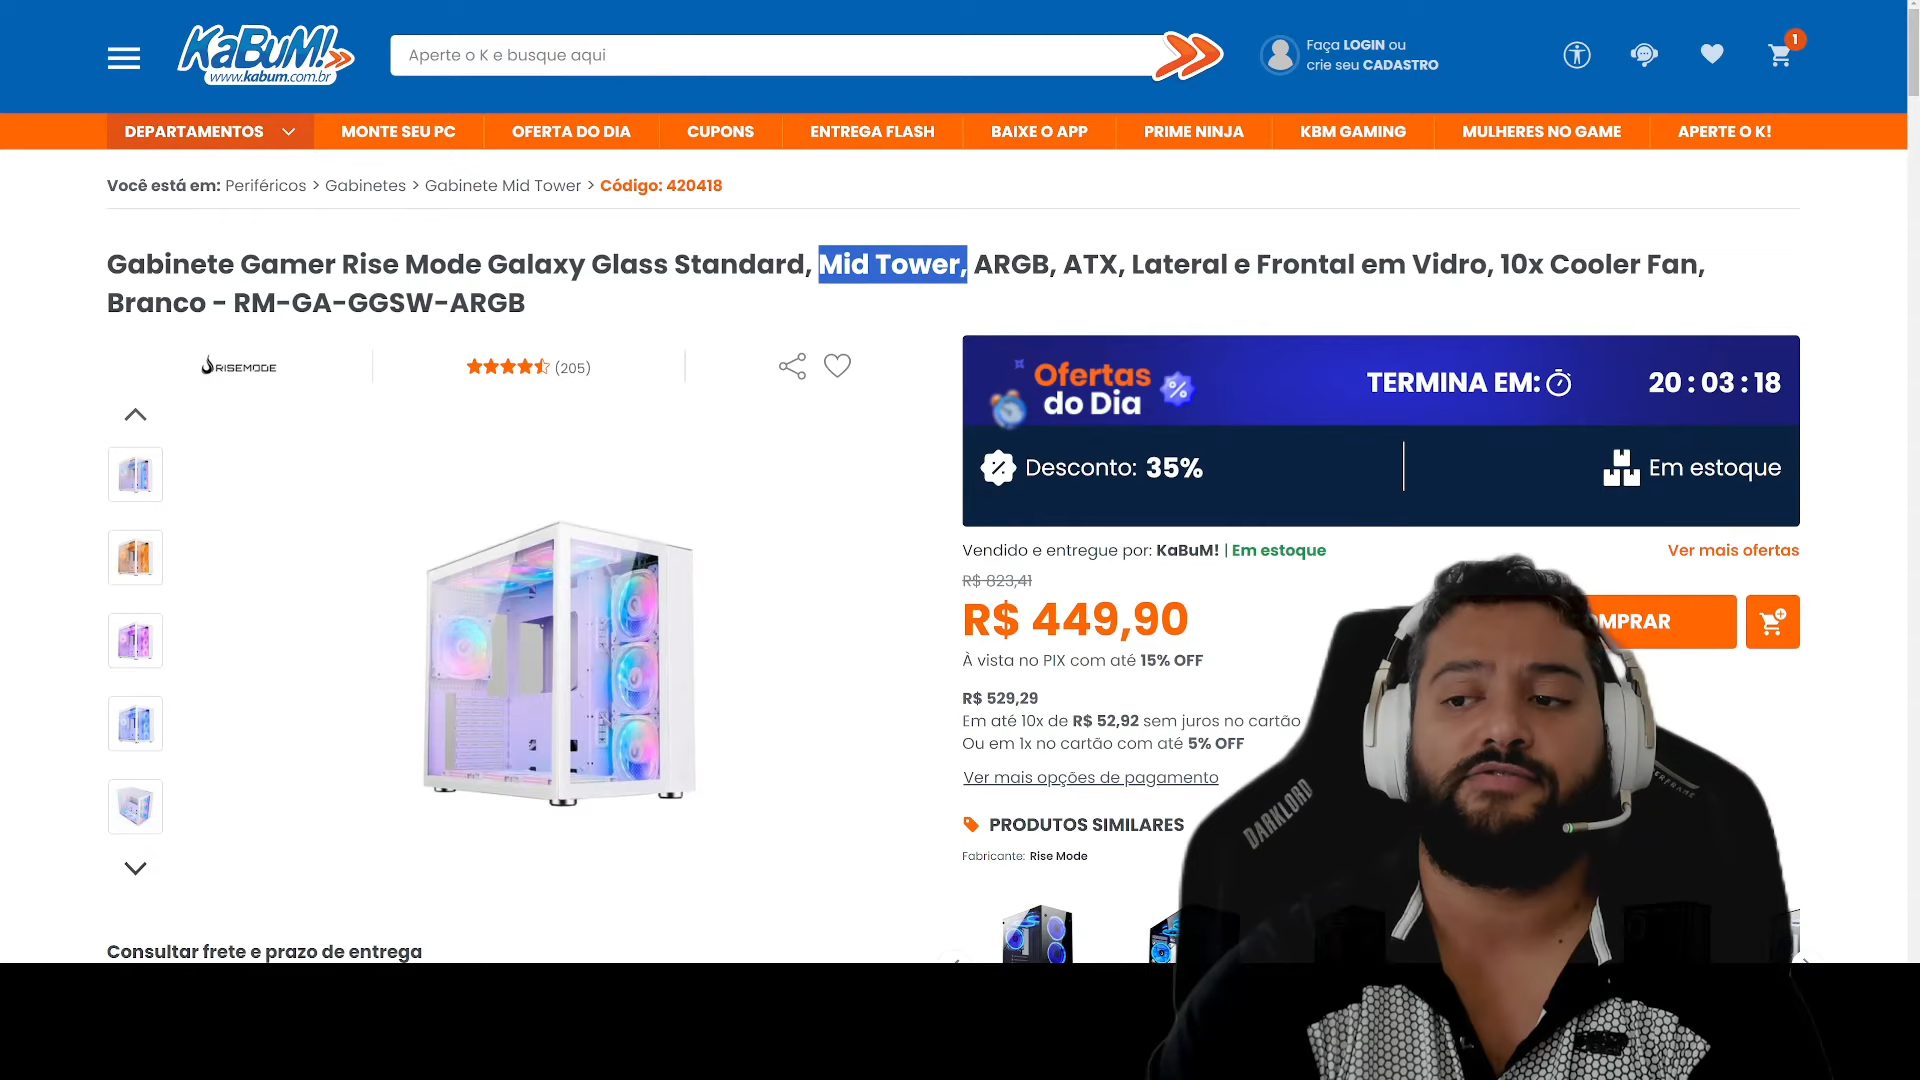 KaBuM!
www.kabum.com.br
Aperte o K e busque aqui
Faça LOGIN ou
crie seu CADASTRO
1
DEPARTAMENTOS
MONTE SEU PC
OFERTA DO DIA
CUPONS
ENTREGA FLASH
BAIXE O APP
PRIME NINJA
KBM GAMING
MULHERES NO GAME
APERTE O K!
Você está em: Periféricos > Gabinetes > Gabinete Mid Tower > Código: 420418
Gabinete Gamer Rise Mode Galaxy Glass Standard, Mid Tower, ARGB, ATX, Lateral e Frontal em Vidro, 10x Cooler Fan,
Branco - RM-GA-GGSW-ARGB
RISEMODE
(205)
Ofertas
do Dia
%
TERMINA EM:
20 : 03 : 18
Desconto: 35%
Em estoque
Vendido e entregue por: KaBuM! | Em estoque
Ver mais ofertas
R$ 823,41
R$ 449,90
OMPRAR
À vista no PIX com até 15% OFF
R$ 529,29
Em até 10x de R$ 52,92 sem juros no cartão
Ou em 1x no cartão com até 5% OFF
Ver mais opções de pagamento
PRODUTOS SIMILARES
Fabricante: Rise Mode
DARKLORD
Consultar frete e prazo de entrega